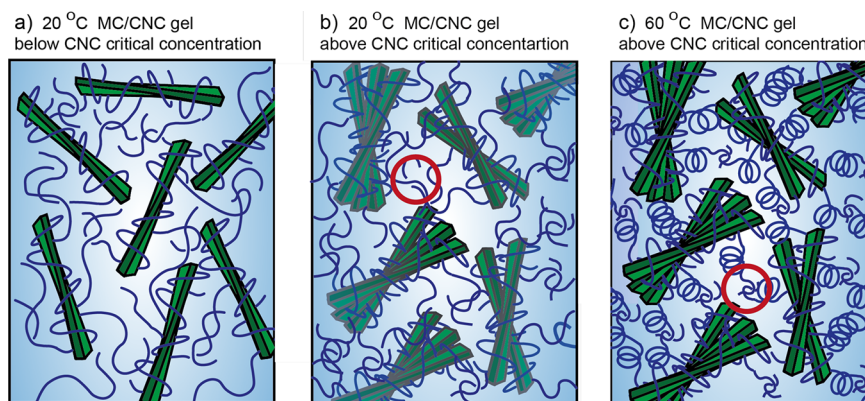 a) 20 °C MC/CNC gel
below CNC critical concentration
b) 20 °C MC/CNC gel
above CNC critical concentartion
c) 60 °C MC/CNC gel
above CNC critical concentration